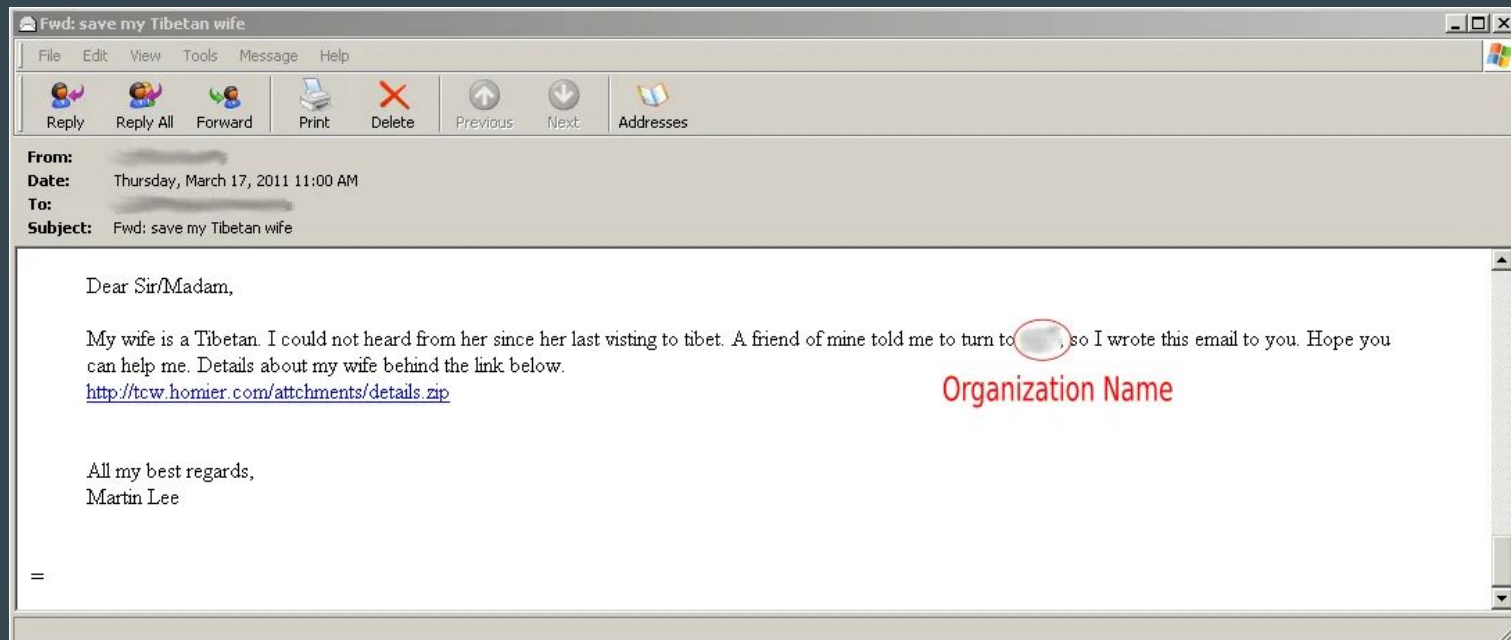 Fwd: save my Tibetan wife
File Edit View Tools Message Help
Reply Reply All Forward Print Delete Previous Next Addresses
From:
Date: Thursday, March 17, 2011 11:00 AM
To:
Subject: Fwd: save my Tibetan wife
Dear Sir/Madam,
My wife is a Tibetan. I could not heard from her since her last visting to tibet. A friend of mine told me to turn to , so I wrote this email to you. Hope you
can help me. Details about my wife behind the link below.
http://tcw.homier.com/attchments/details.zip
Organization Name
All my best regards,
Martin Lee
=